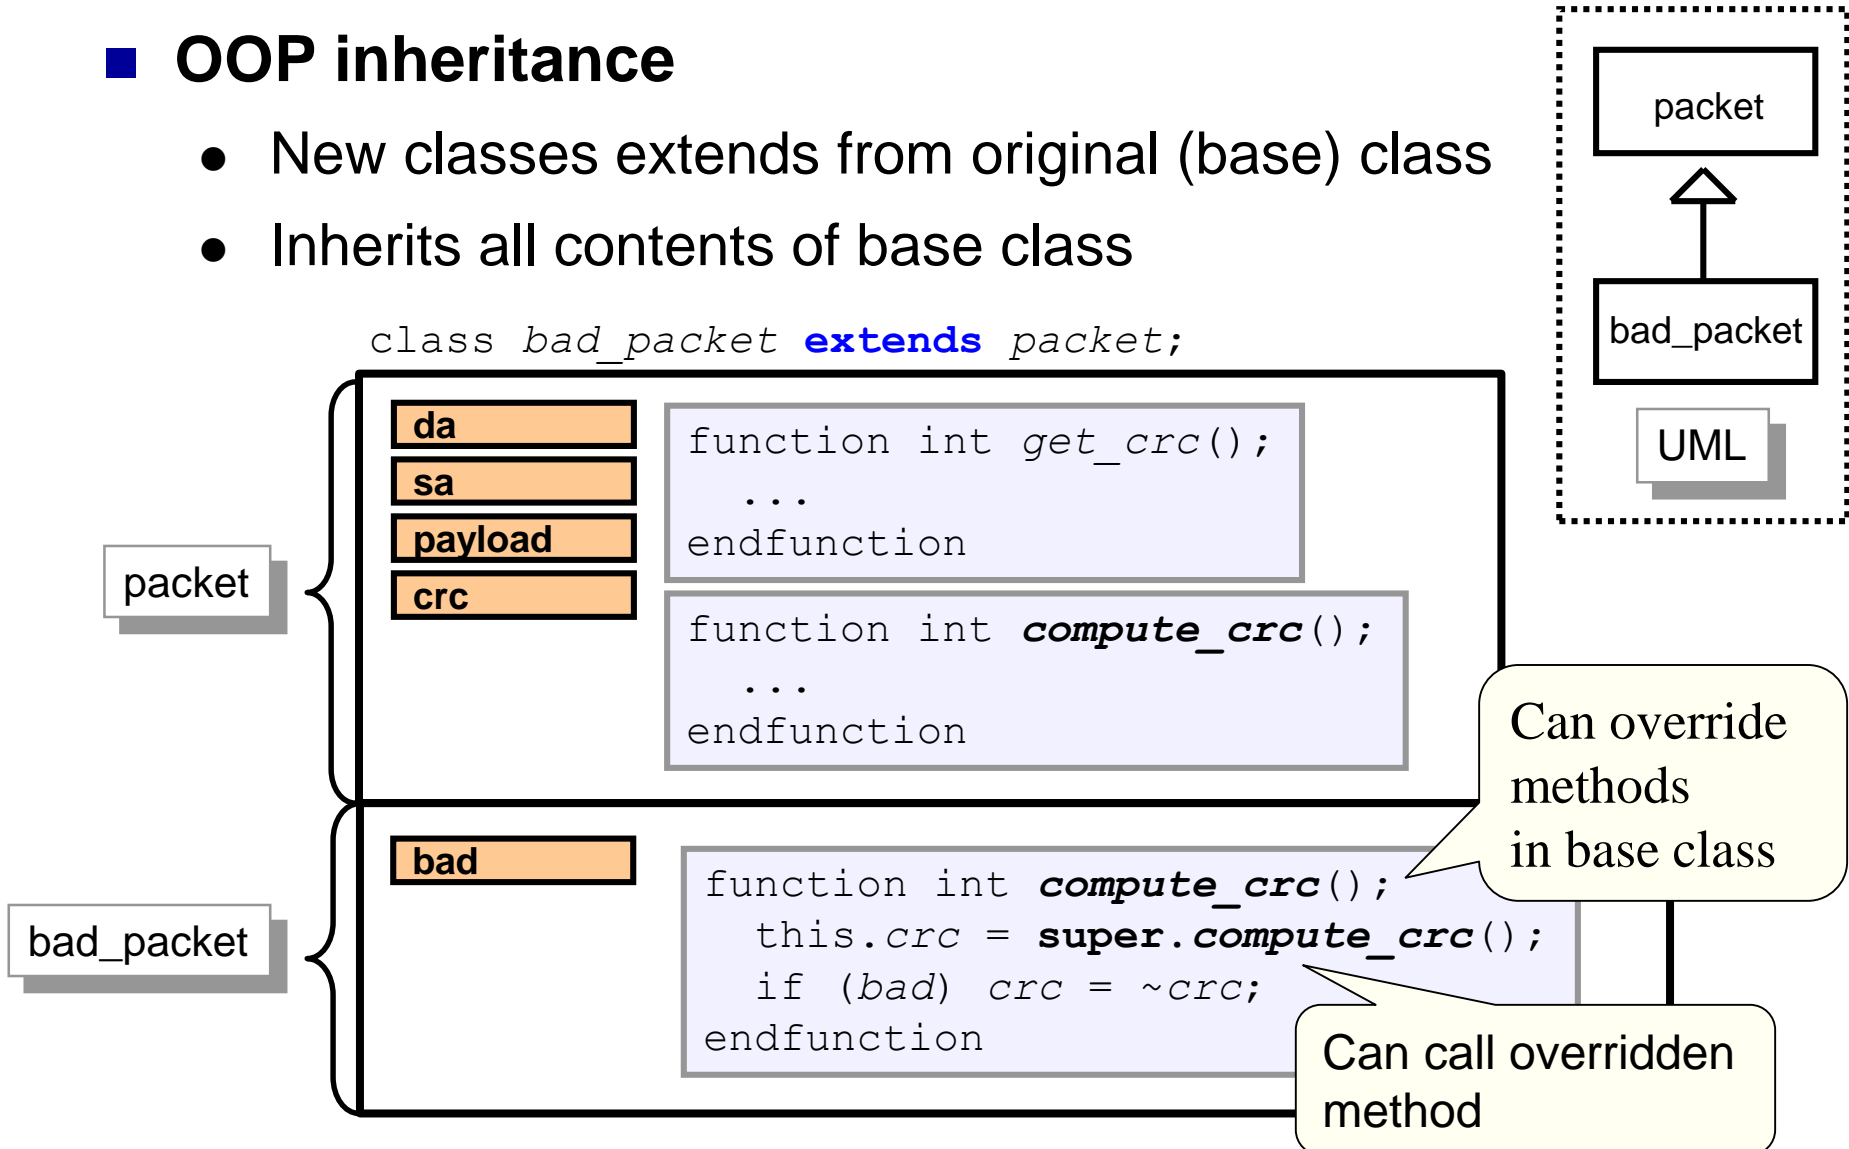 OOP inheritance
New classes extends from original (base) class
Inherits all contents of base class
packet
bad_packet
UML
class bad_packet extends packet;
packet
da
sa
payload
crc
function int get_crc();
...
endfunction
function int compute_crc();
...
endfunction
Can override
methods
in base class
bad_packet
bad
function int compute_crc();
this.crc = super.compute_crc();
if (bad) crc = ~crc;
endfunction
Can call overridden
method